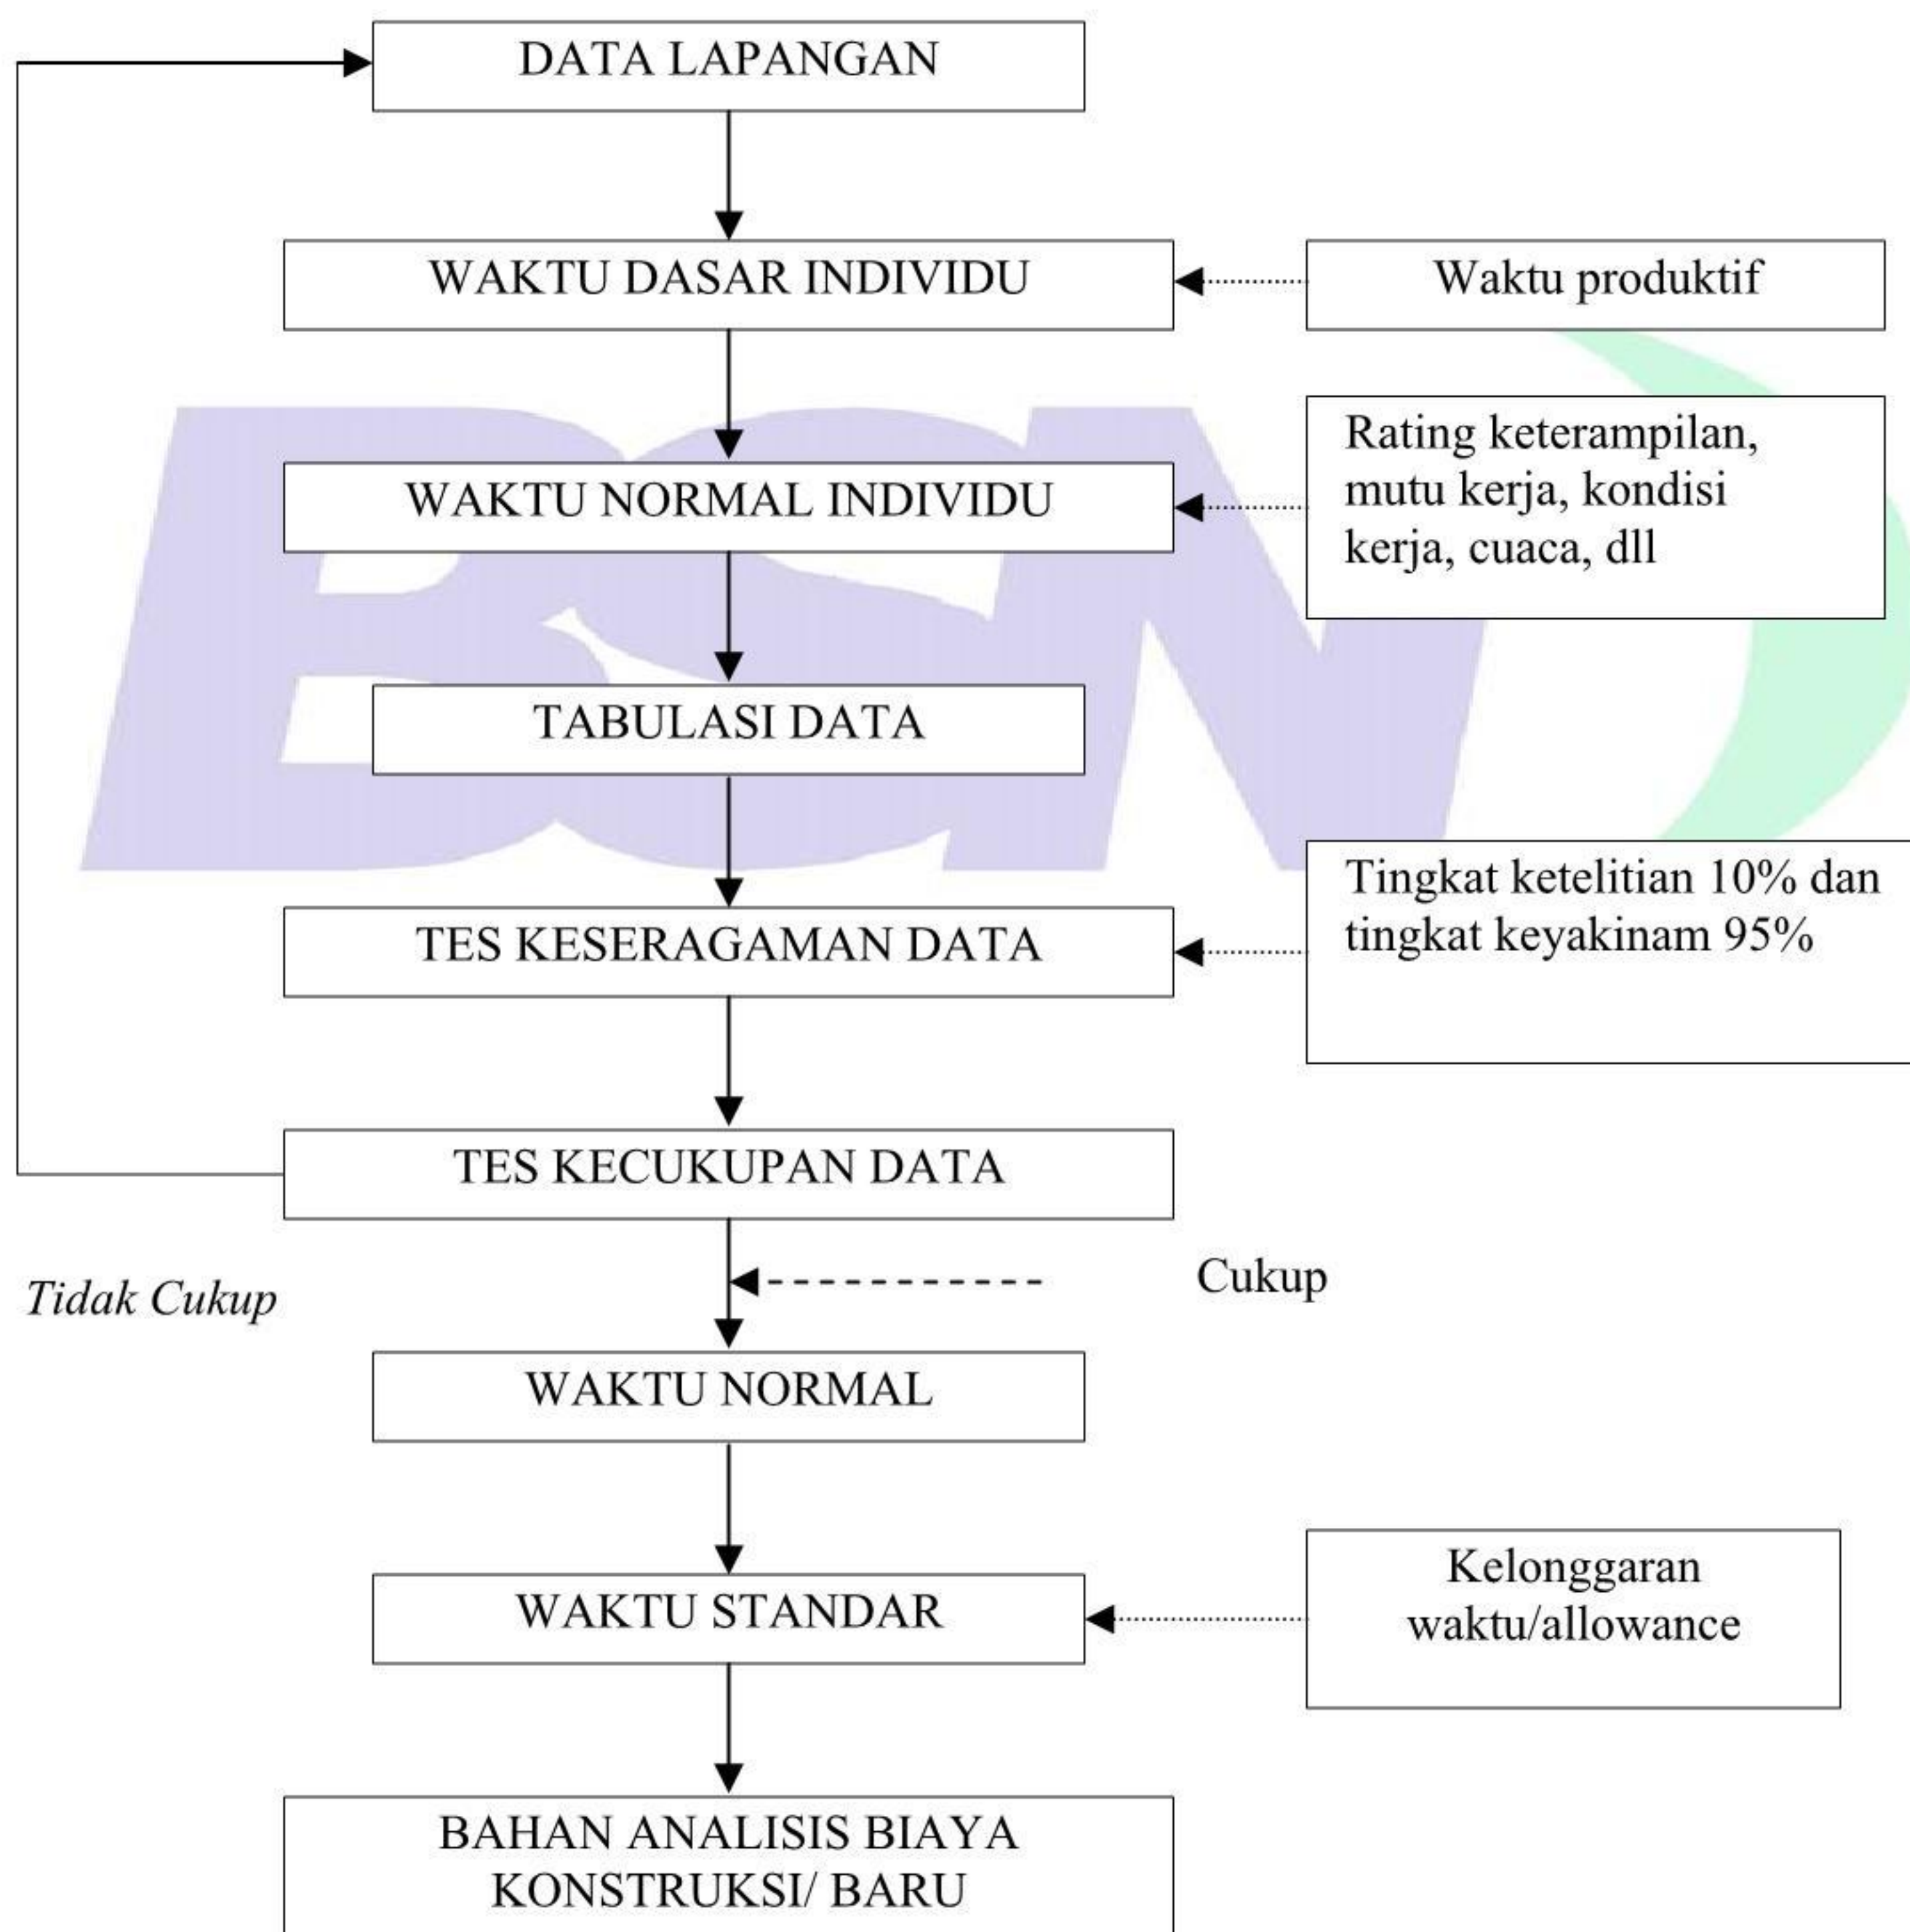 DATA LAPANGAN
WAKTU DASAR INDIVIDU
Waktu produktif
Rating keterampilan,
mutu kerja, kondisi
kerja, cuaca, dll
WAKTU NORMAL INDIVIDU
TABULASI DATA
Tingkat ketelitian 10% dan
tingkat keyakinam 95%
TES KESERAGAMAN DATA
TES KECUKUPAN DATA
Cukup
Tidak Cukup
WAKTU NORMAL
Kelonggaran
waktu/allowance
WAKTU STANDAR
BAHAN ANALISIS BIAYA
KONSTRUKSI/ BARU
BSN